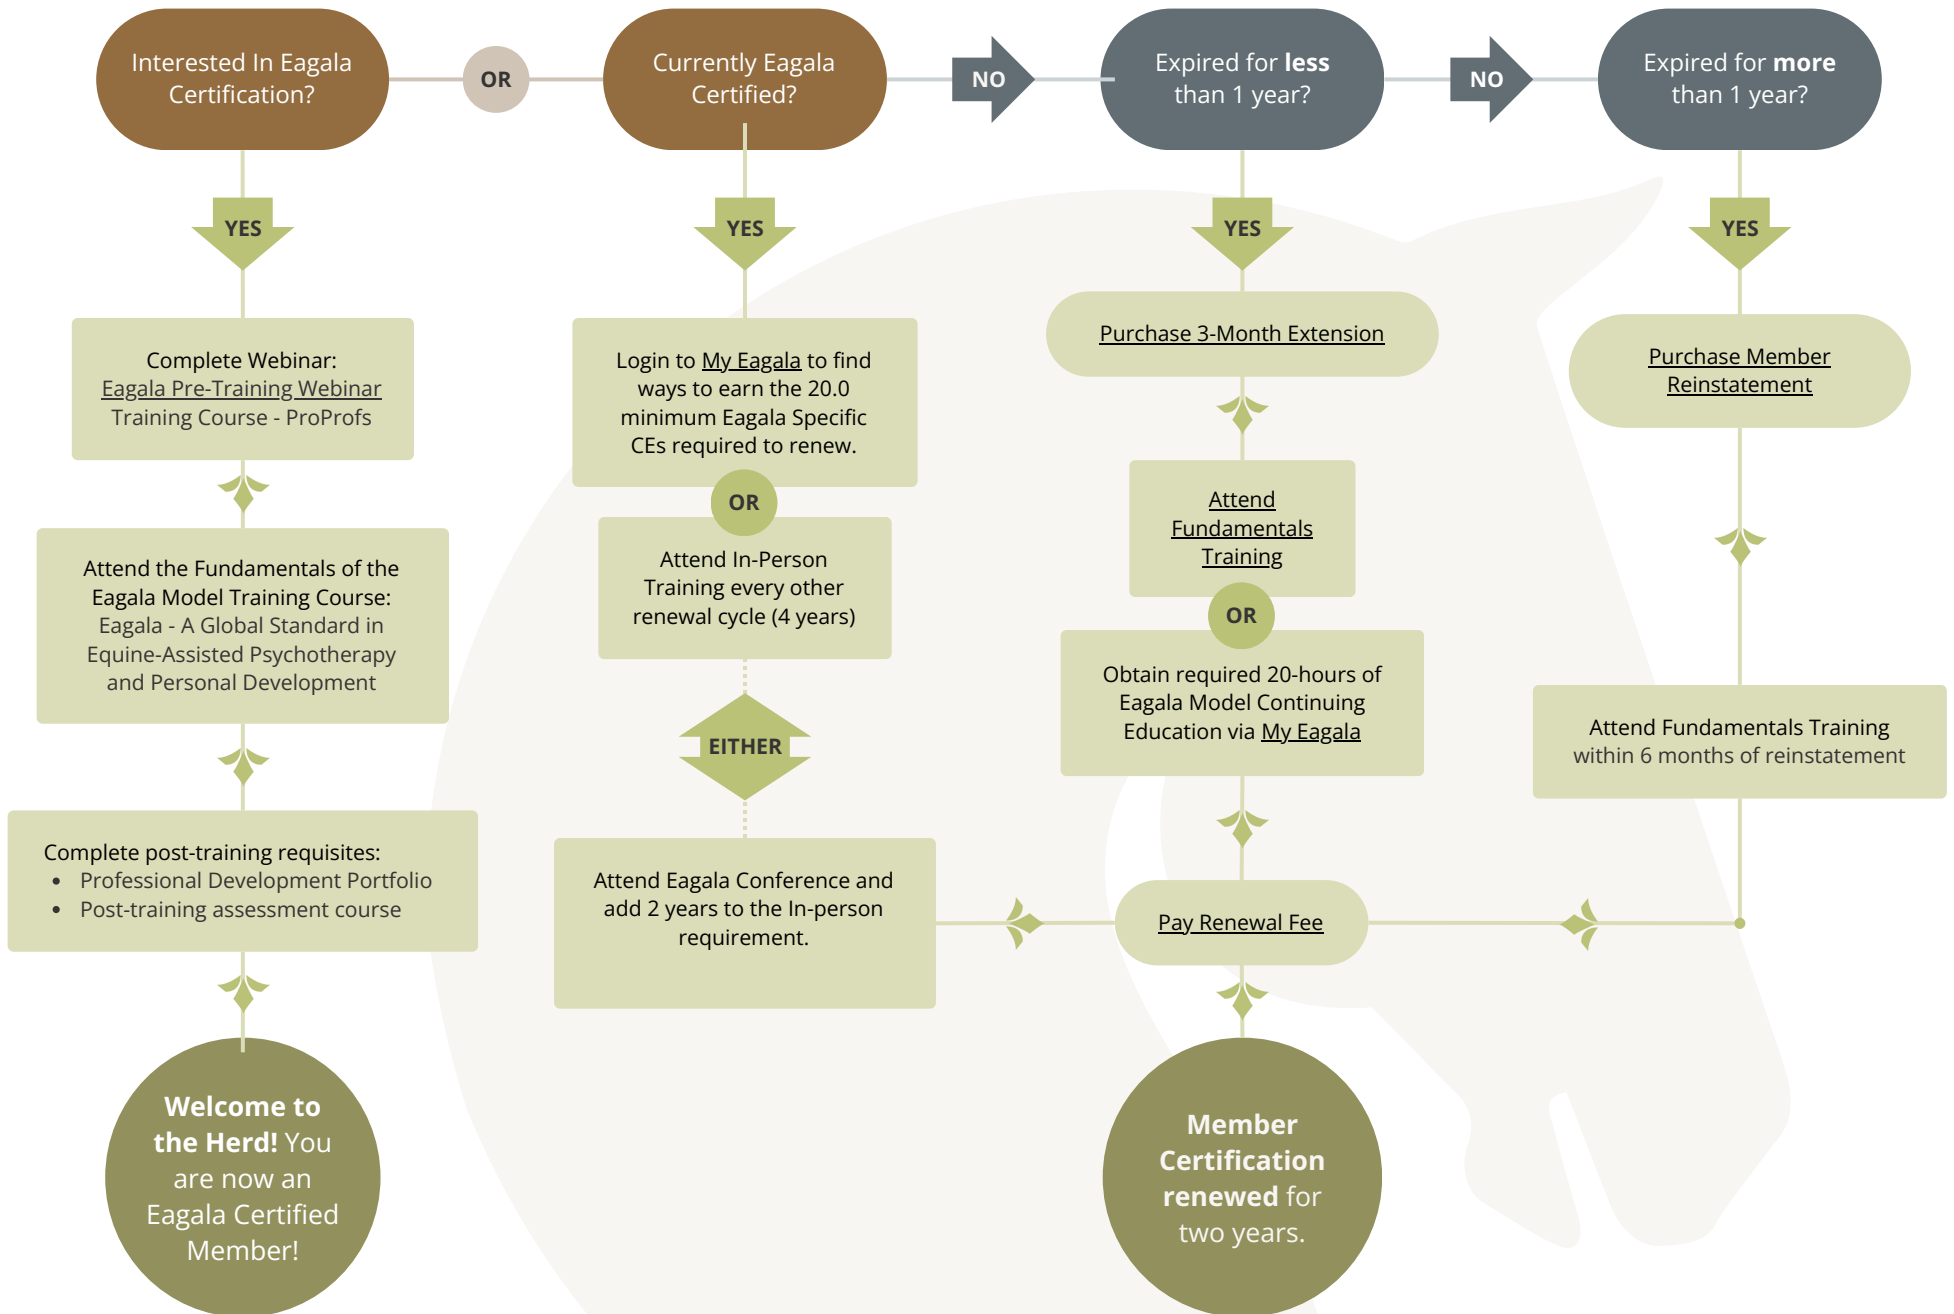 Interested In Eagala
Certification?
OR
Currently Eagala
Certified?
NO
Expired for less
than 1 year?
NO
Expired for more
than 1 year?
YES
YES
YES
YES
Complete Webinar:
Eagala Pre-Training Webinar
Training Course - ProProfs
Attend the Fundamentals of the
Eagala Model Training Course:
Eagala - A Global Standard in
Equine-Assisted Psychotherapy
and Personal Development
Complete post-training requisites:
• Professional Development Portfolio
• Post-training assessment course
Welcome to
the Herd! You
are now an
Eagala Certified
Member!
Login to My Eagala to find
ways to earn the 20.0
minimum Eagala Specific
CEs required to renew.
OR
Attend In-Person
Training every other
renewal cycle (4 years)
EITHER
Attend Eagala Conference and
add 2 years to the In-person
requirement.
Purchase 3-Month Extension
Attend
Fundamentals
Training
OR
Obtain required 20-hours of
Eagala Model Continuing
Education via My Eagala
Pay Renewal Fee
Member
Certification
renewed for
two years.
Purchase Member
Reinstatement
Attend Fundamentals Training
within 6 months of reinstatement